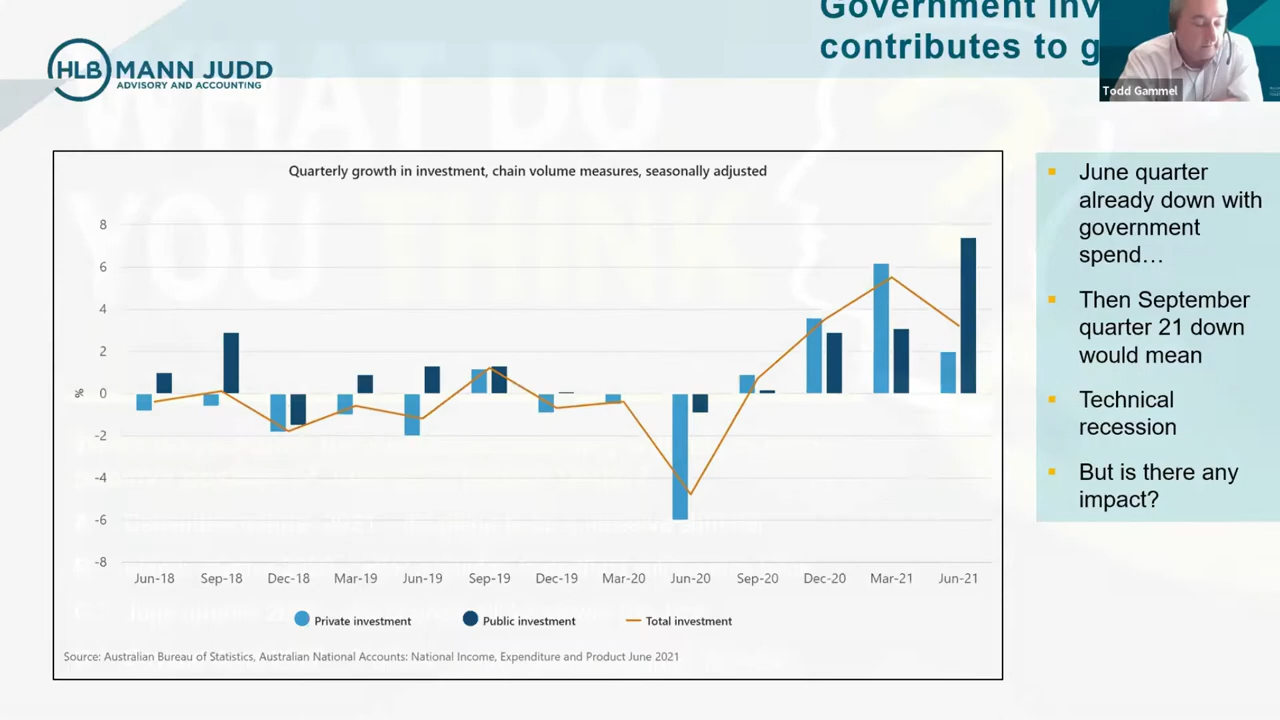 Government inv
contributes to g
HLB MANN JUDD
ADVISORY AND ACCOUNTING
Todd Gammel
WHAT DO
YOU THINK
Quarterly growth in investment, chain volume measures, seasonally adjusted
8
6
4
2
0
-2
-4
-6
-8
%
Jun-18 Sep-18 Dec-18 Mar-19 Jun-19 Sep-19 Dec-19 Mar-20 Jun-20 Sep-20 Dec-20 Mar-21 Jun-21
Private investment Public investment Total investment
Source: Australian Bureau of Statistics, Australian National Accounts: National Income, Expenditure and Product June 2021
June quarter
already down with
government
spend…
Then September
quarter 21 down
would mean
Technical
recession
But is there any
impact?